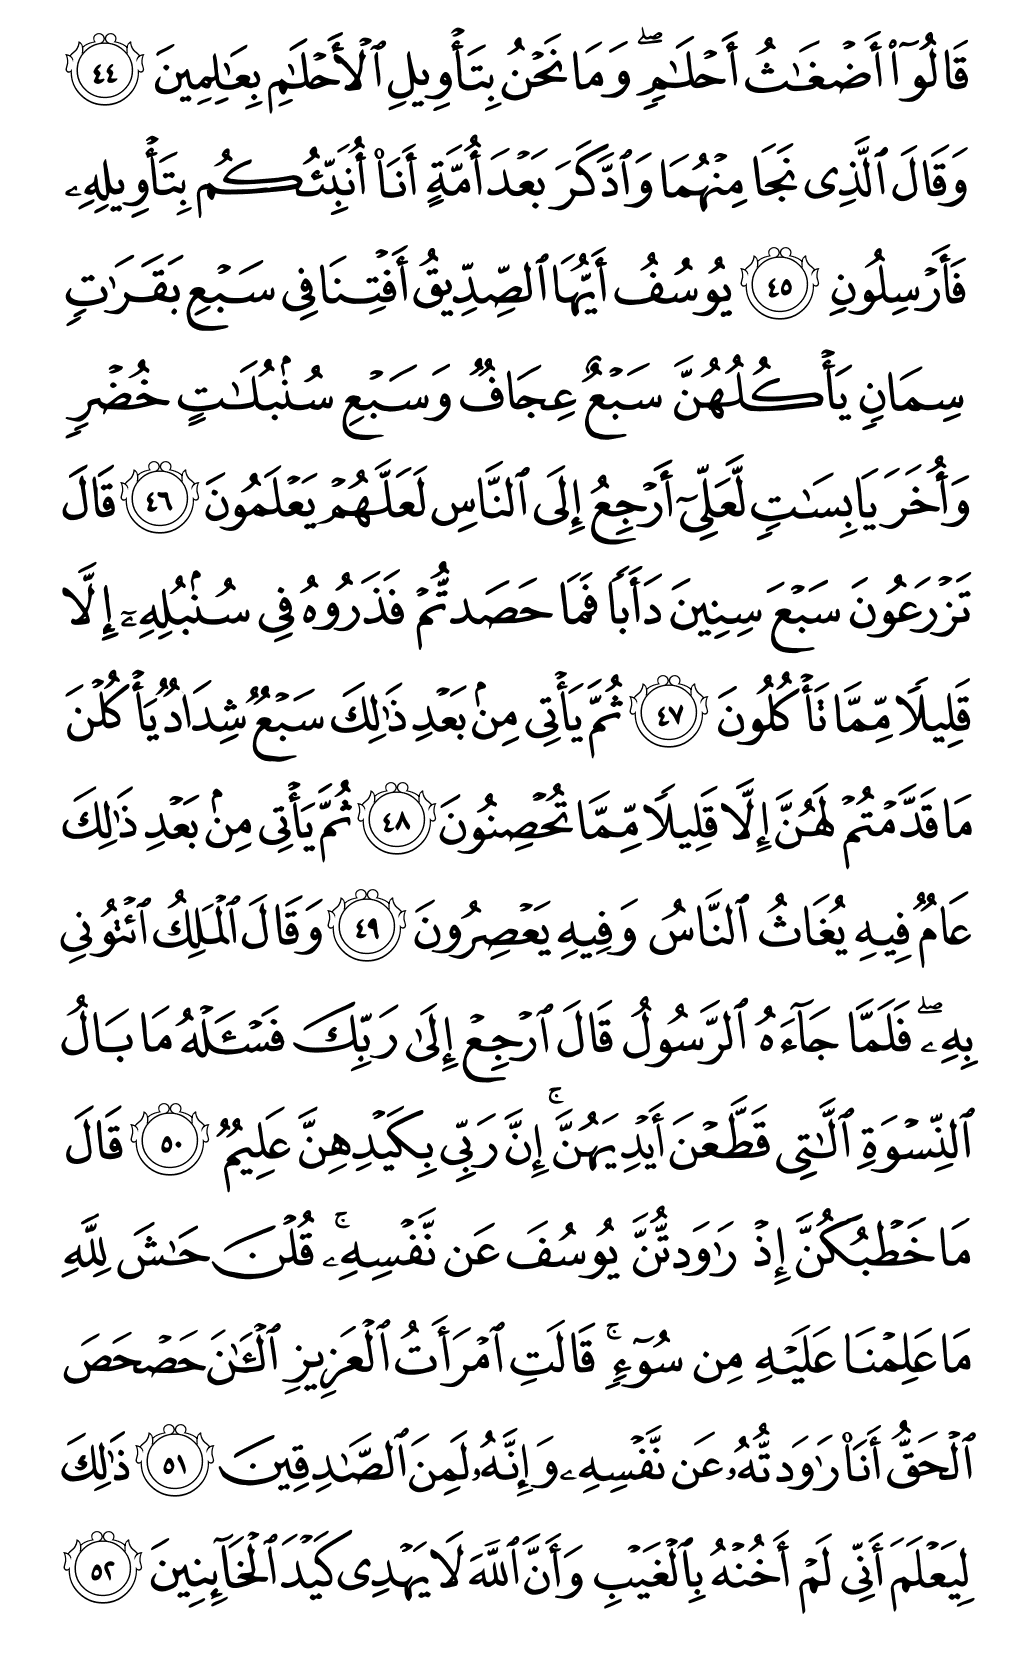 قَالُوٓا۟ أَضْغَـٰثُ أَحْلَـٰمٍ ۖ وَمَا نَحْنُ بِتَأْوِيلِ ٱلْأَحْلَـٰمِ بِعَـٰلِمِينَ ٤٤
وَقَالَ ٱلَّذِى نَجَا مِنْهُمَا وَٱدَّكَرَ بَعْدَ أُمَّةٍ أَنَا۠ أُنَبِّئُكُم بِتَأْوِيلِهِۦ
فَأَرْسِلُونِ ٤٥ يُوسُفُ أَيُّهَا ٱلصِّدِّيقُ أَفْتِنَا فِى سَبْعِ بَقَرَٰتٍ
سِمَانٍ يَأْكُلُهُنَّ سَبْعٌ عِجَافٌ وَسَبْعِ سُنۢبُلَـٰتٍ خُضْرٍ
وَأُخَرَ يَابِسَـٰتٍ لَّعَلِّىٓ أَرْجِعُ إِلَى ٱلنَّاسِ لَعَلَّهُمْ يَعْلَمُونَ ٤٦ قَالَ
تَزْرَعُونَ سَبْعَ سِنِينَ دَأَبًا فَمَا حَصَدتُّمْ فَذَرُوهُ فِى سُنۢبُلِهِۦٓ إِلَّا
قَلِيلًا مِّمَّا تَأْكُلُونَ ٤٧ ثُمَّ يَأْتِى مِنۢ بَعْدِ ذَٰلِكَ سَبْعٌ شِدَادٌ يَأْكُلْنَ
مَا قَدَّمْتُمْ لَهُنَّ إِلَّا قَلِيلًا مِّمَّا تُحْصِنُونَ ٤٨ ثُمَّ يَأْتِى مِنۢ بَعْدِ ذَٰلِكَ
عَامٌ فِيهِ يُغَاثُ ٱلنَّاسُ وَفِيهِ يَعْصِرُونَ ٤٩ وَقَالَ ٱلْمَلِكُ ٱئْتُونِى
بِهِۦ ۖ فَلَمَّا جَآءَهُ ٱلرَّسُولُ قَالَ ٱرْجِعْ إِلَىٰ رَبِّكَ فَسْـَٔلْهُ مَا بَالُ
ٱلنِّسْوَةِ ٱلَّـٰتِى قَطَّعْنَ أَيْدِيَهُنَّ ۚ إِنَّ رَبِّى بِكَيْدِهِنَّ عَلِيمٌ ٥٠ قَالَ
مَا خَطْبُكُنَّ إِذْ رَٰوَدتُّنَّ يُوسُفَ عَن نَّفْسِهِۦ ۚ قُلْنَ حَـٰشَ لِلَّهِ
مَا عَلِمْنَا عَلَيْهِ مِن سُوٓءٍ ۚ قَالَتِ ٱمْرَأَتُ ٱلْعَزِيزِ ٱلْـَٔـٰنَ حَصْحَصَ
ٱلْحَقُّ أَنَا۠ رَٰوَدتُّهُۥ عَن نَّفْسِهِۦ وَإِنَّهُۥ لَمِنَ ٱلصَّـٰدِقِينَ ٥١ ذَٰلِكَ
لِيَعْلَمَ أَنِّى لَمْ أَخُنْهُ بِٱلْغَيْبِ وَأَنَّ ٱللَّهَ لَا يَهْدِى كَيْدَ ٱلْخَآئِنِينَ ٥٢